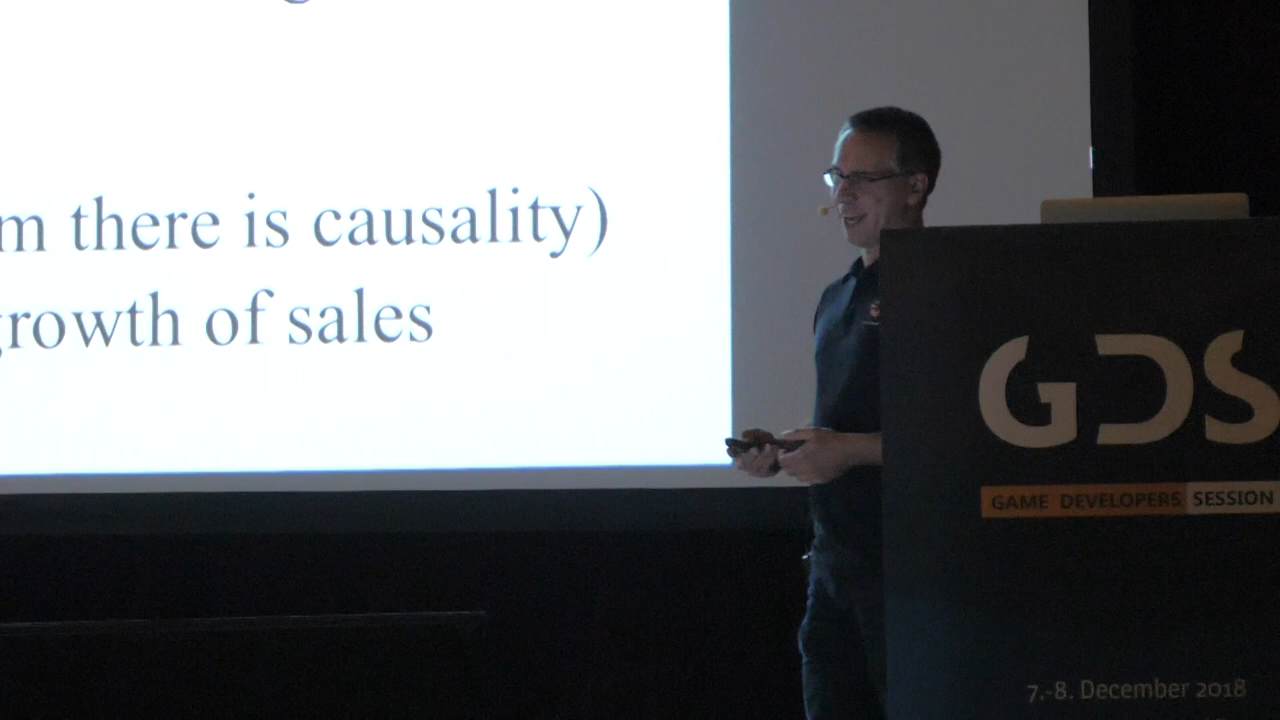 there is causality)
growth of sales
GDS
GAME DEVELOPERS SESSION
7.-8. December 2018